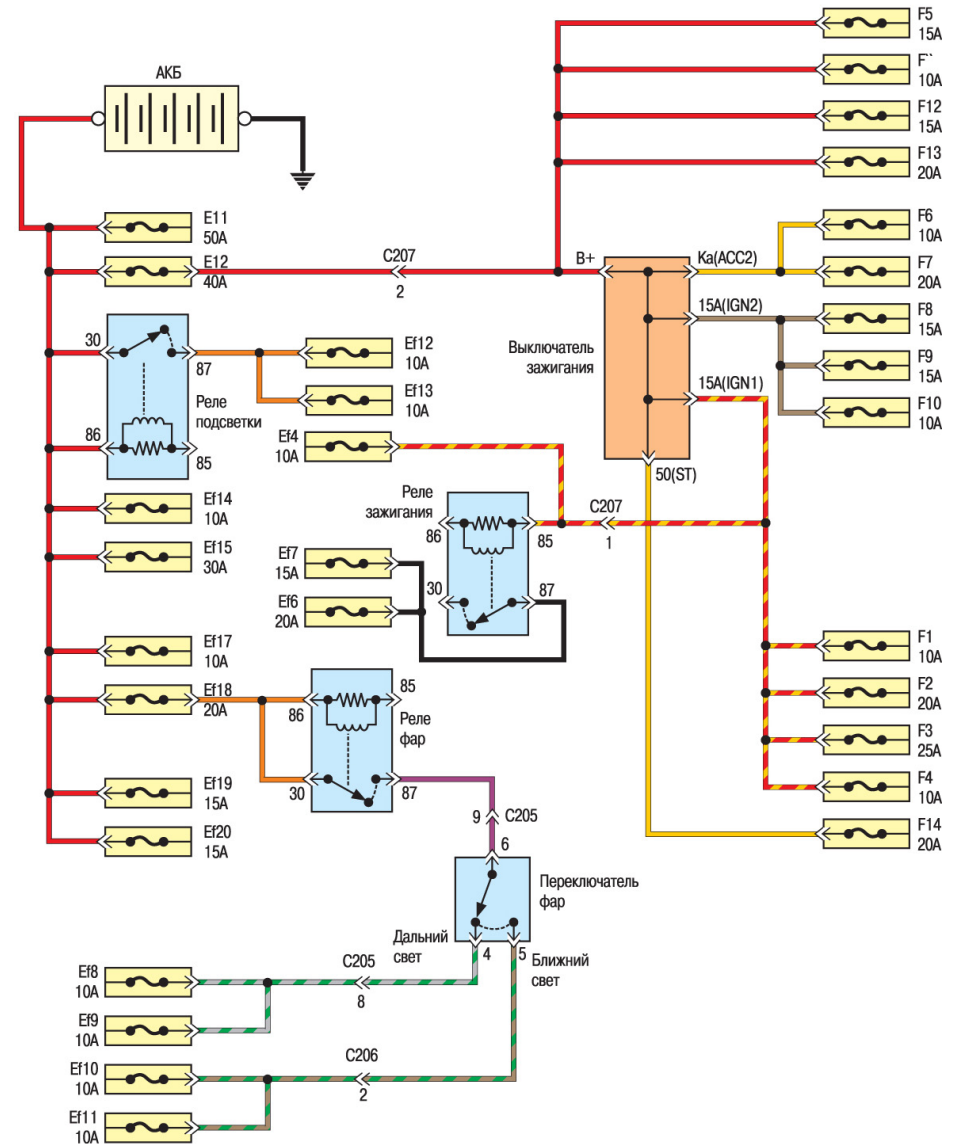 F5
15A
АКБ
F``
10A
F12
15A
F13
20A
E11
50A
F6
10A
E12
40A
C207
2
B+
Ka(ACC2)
F7
20A
15A(IGN2)
F8
15A
30
87
Ef12
10A
Выключатель
зажигания
F9
15A
Реле
подсветки
Ef13
10A
15A(IGN1)
F10
10A
86
85
Ef4
10A
50(ST)
Ef14
10A
Реле
зажигания
86
85
C207
1
Ef15
30A
Ef7
15A
30
87
Ef6
20A
Ef17
10A
F1
10A
Ef18
20A
86
85
Реле
фар
F2
20A
F3
25A
30
87
Ef19
15A
F4
10A
9
C205
Ef20
15A
6
F14
20A
Переключатель
фар
Дальний
свет
4
5
Ближний
свет
Ef8
10A
C205
8
Ef9
10A
Ef10
10A
C206
2
Ef11
10A